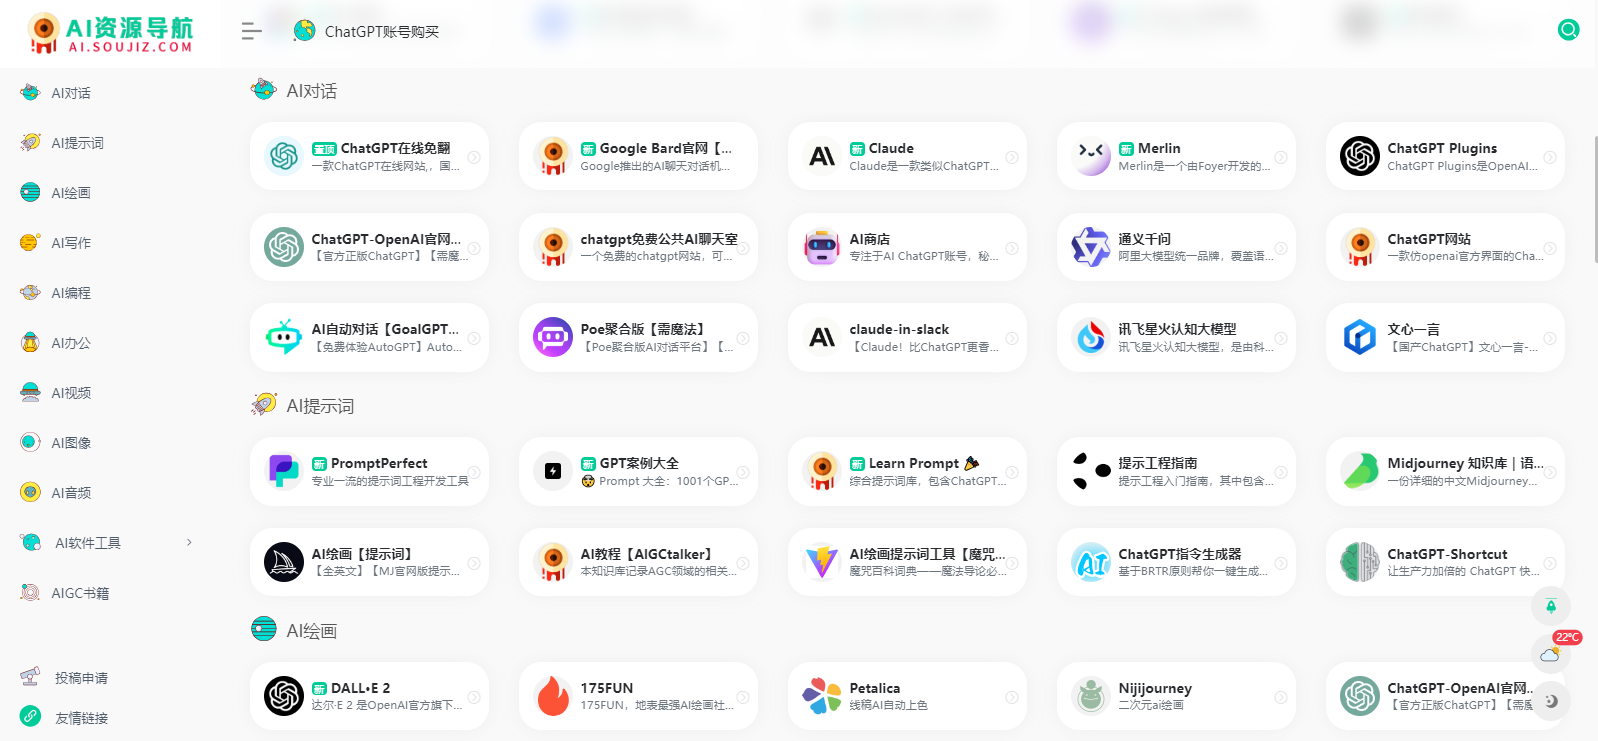 AI资源导航
AI.SOUJIZ.COM
ChatGPT账号购买
AI对话
AI提示词
AI绘画
AI写作
AI编程
AI办公
AI视频
AI图像
AI音频
AI软件工具
AIGC书籍
投稿申请
友情链接
AI对话
置顶 ChatGPT在线免翻
一款ChatGPT在线网站,，国...
新 Google Bard官网【...
Google推出的AI聊天对话机...
新 Claude
Claude是一款类似ChatGPT...
新 Merlin
Merlin是一个由Foyer开发的...
ChatGPT Plugins
ChatGPT Plugins是OpenAI...
ChatGPT-OpenAI官网...
【官方正版ChatGPT】【需魔...
chatgpt免费公共AI聊天室
一个免费的chatgpt网站，可...
AI商店
专注于AI ChatGPT账号，秘...
通义千问
阿里大模型统一品牌，覆盖语...
ChatGPT网站
一款仿openai官方界面的Cha...
AI自动对话【GoalGPT...
【免费体验AutoGPT】Auto...
Poe聚合版【需魔法】
【Poe聚合版AI对话平台】【...
claude-in-slack
【Claude！比ChatGPT更香...
讯飞星火认知大模型
讯飞星火认知大模型，是由科...
文心一言
【国产ChatGPT】文心一言-...
AI提示词
新 PromptPerfect
专业一流的提示词工程开发工具
新 GPT案例大全
Prompt 大全：1001个GP...
新 Learn Prompt
综合提示词库，包含ChatGPT...
提示工程指南
提示工程入门指南，其中包含...
Midjourney 知识库｜语...
一份详细的中文Midjourney...
AI绘画【提示词】
【全英文】【MJ官网版提示...
AI教程【AIGCtalker】
本知识库记录AGC领域的相关...
AI绘画提示词工具【魔咒...
魔咒百科词典——魔法导论必...
ChatGPT指令生成器
基于BRTR原则帮你一键生成...
ChatGPT-Shortcut
让生产力加倍的 ChatGPT 快...
22℃
AI绘画
新 DALL•E 2
达尔·E 2 是OpenAI官方旗下...
175FUN
175FUN，地表最强AI绘画社...
Petalica
线稿AI自动上色
Nijijourney
二次元ai绘画
ChatGPT-OpenAI官网...
【官方正版ChatGPT】【需魔